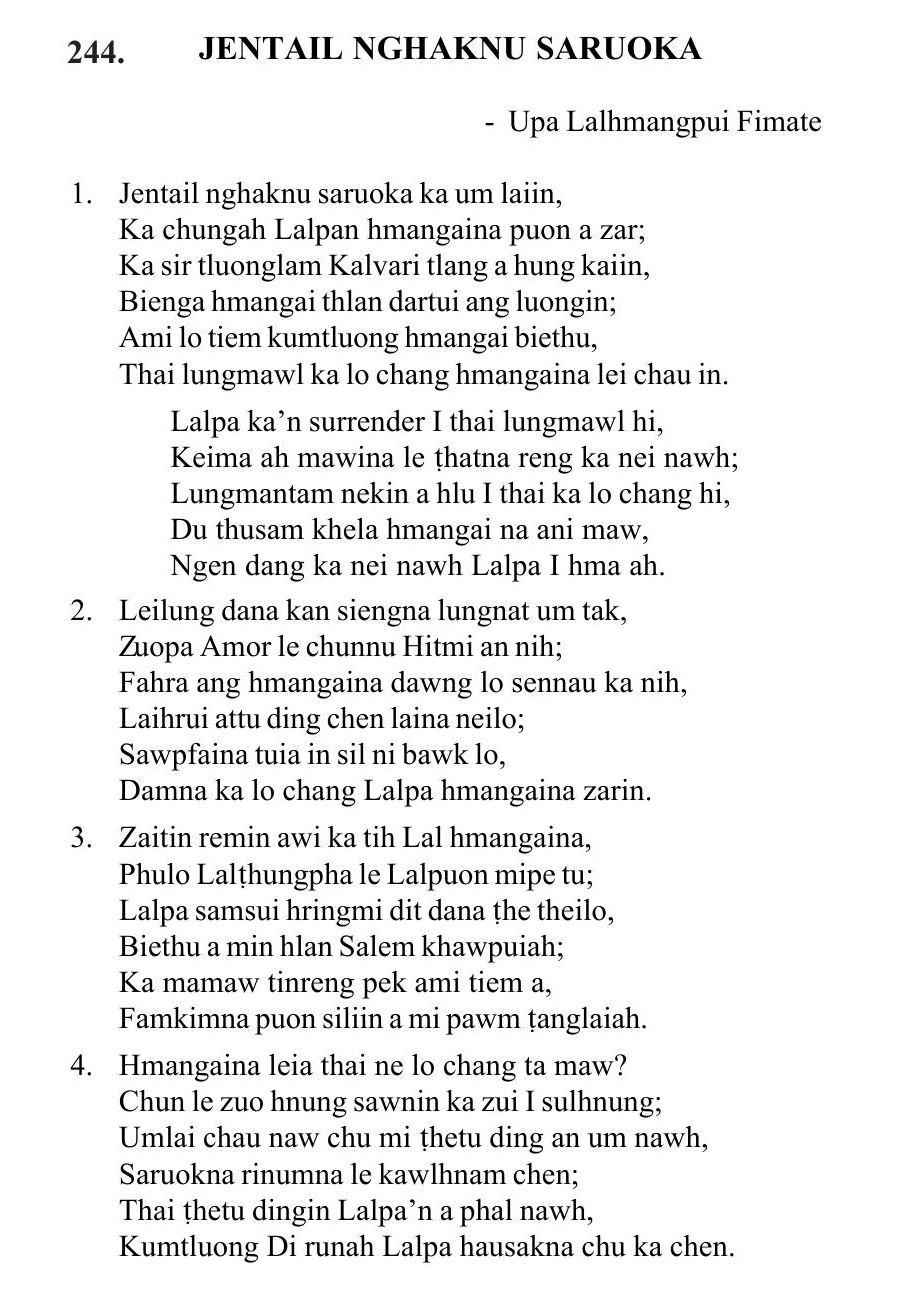 244. JENTAIL NGHAKNU SARUOKA
- Upa Lalhmangpui Fimate
1. Jentail nghaknu saruoka ka um laiin,
Ka chungah Lalpan hmangaina puon a zar;
Ka sir tluonglam Kalvari tlang a hung kaiin,
Bienga hmangai thlan dartui ang luongin;
Ami lo tiem kumtluong hmangai biethu,
Thai lungmawl ka lo chang hmangaina lei chau in.
Lalpa ka’n surrender I thai lungmawl hi,
Keima ah mawina le ṭhatna reng ka nei nawh;
Lungmantam nekin a hlu I thai ka lo chang hi,
Du thusam khela hmangai na ani maw,
Ngen dang ka nei nawh Lalpa I hma ah.
2. Leilung dana kan siengna lungnat um tak,
Zuopa Amor le chunnu Hitmi an nih;
Fahra ang hmangaina dawng lo sennau ka nih,
Laihrui attu ding chen laina neilo;
Sawpfaina tuia in sil ni bawk lo,
Damna ka lo chang Lalpa hmangaina zarin.
3. Zaitin remin awi ka tih Lal hmangaina,
Phulo Lalṭhungpha le Lalpuon mipe tu;
Lalpa samsui hringmi dit dana ṭhe theilo,
Biethu a min hlan Salem khawpuiah;
Ka mamaw tinreng pek ami tiem a,
Famkimna puon siliin a mi pawm ṭanglaiah.
4. Hmangaina leia thai ne lo chang ta maw?
Chun le zuo hnung sawnin ka zui I sulhnung;
Umlai chau naw chu mi ṭhetu ding an um nawh,
Saruokna rinumna le kawlhnam chen;
Thai ṭhetu dingin Lalpa’n a phal nawh,
Kumtluong Di runah Lalpa hausakna chu ka chen.